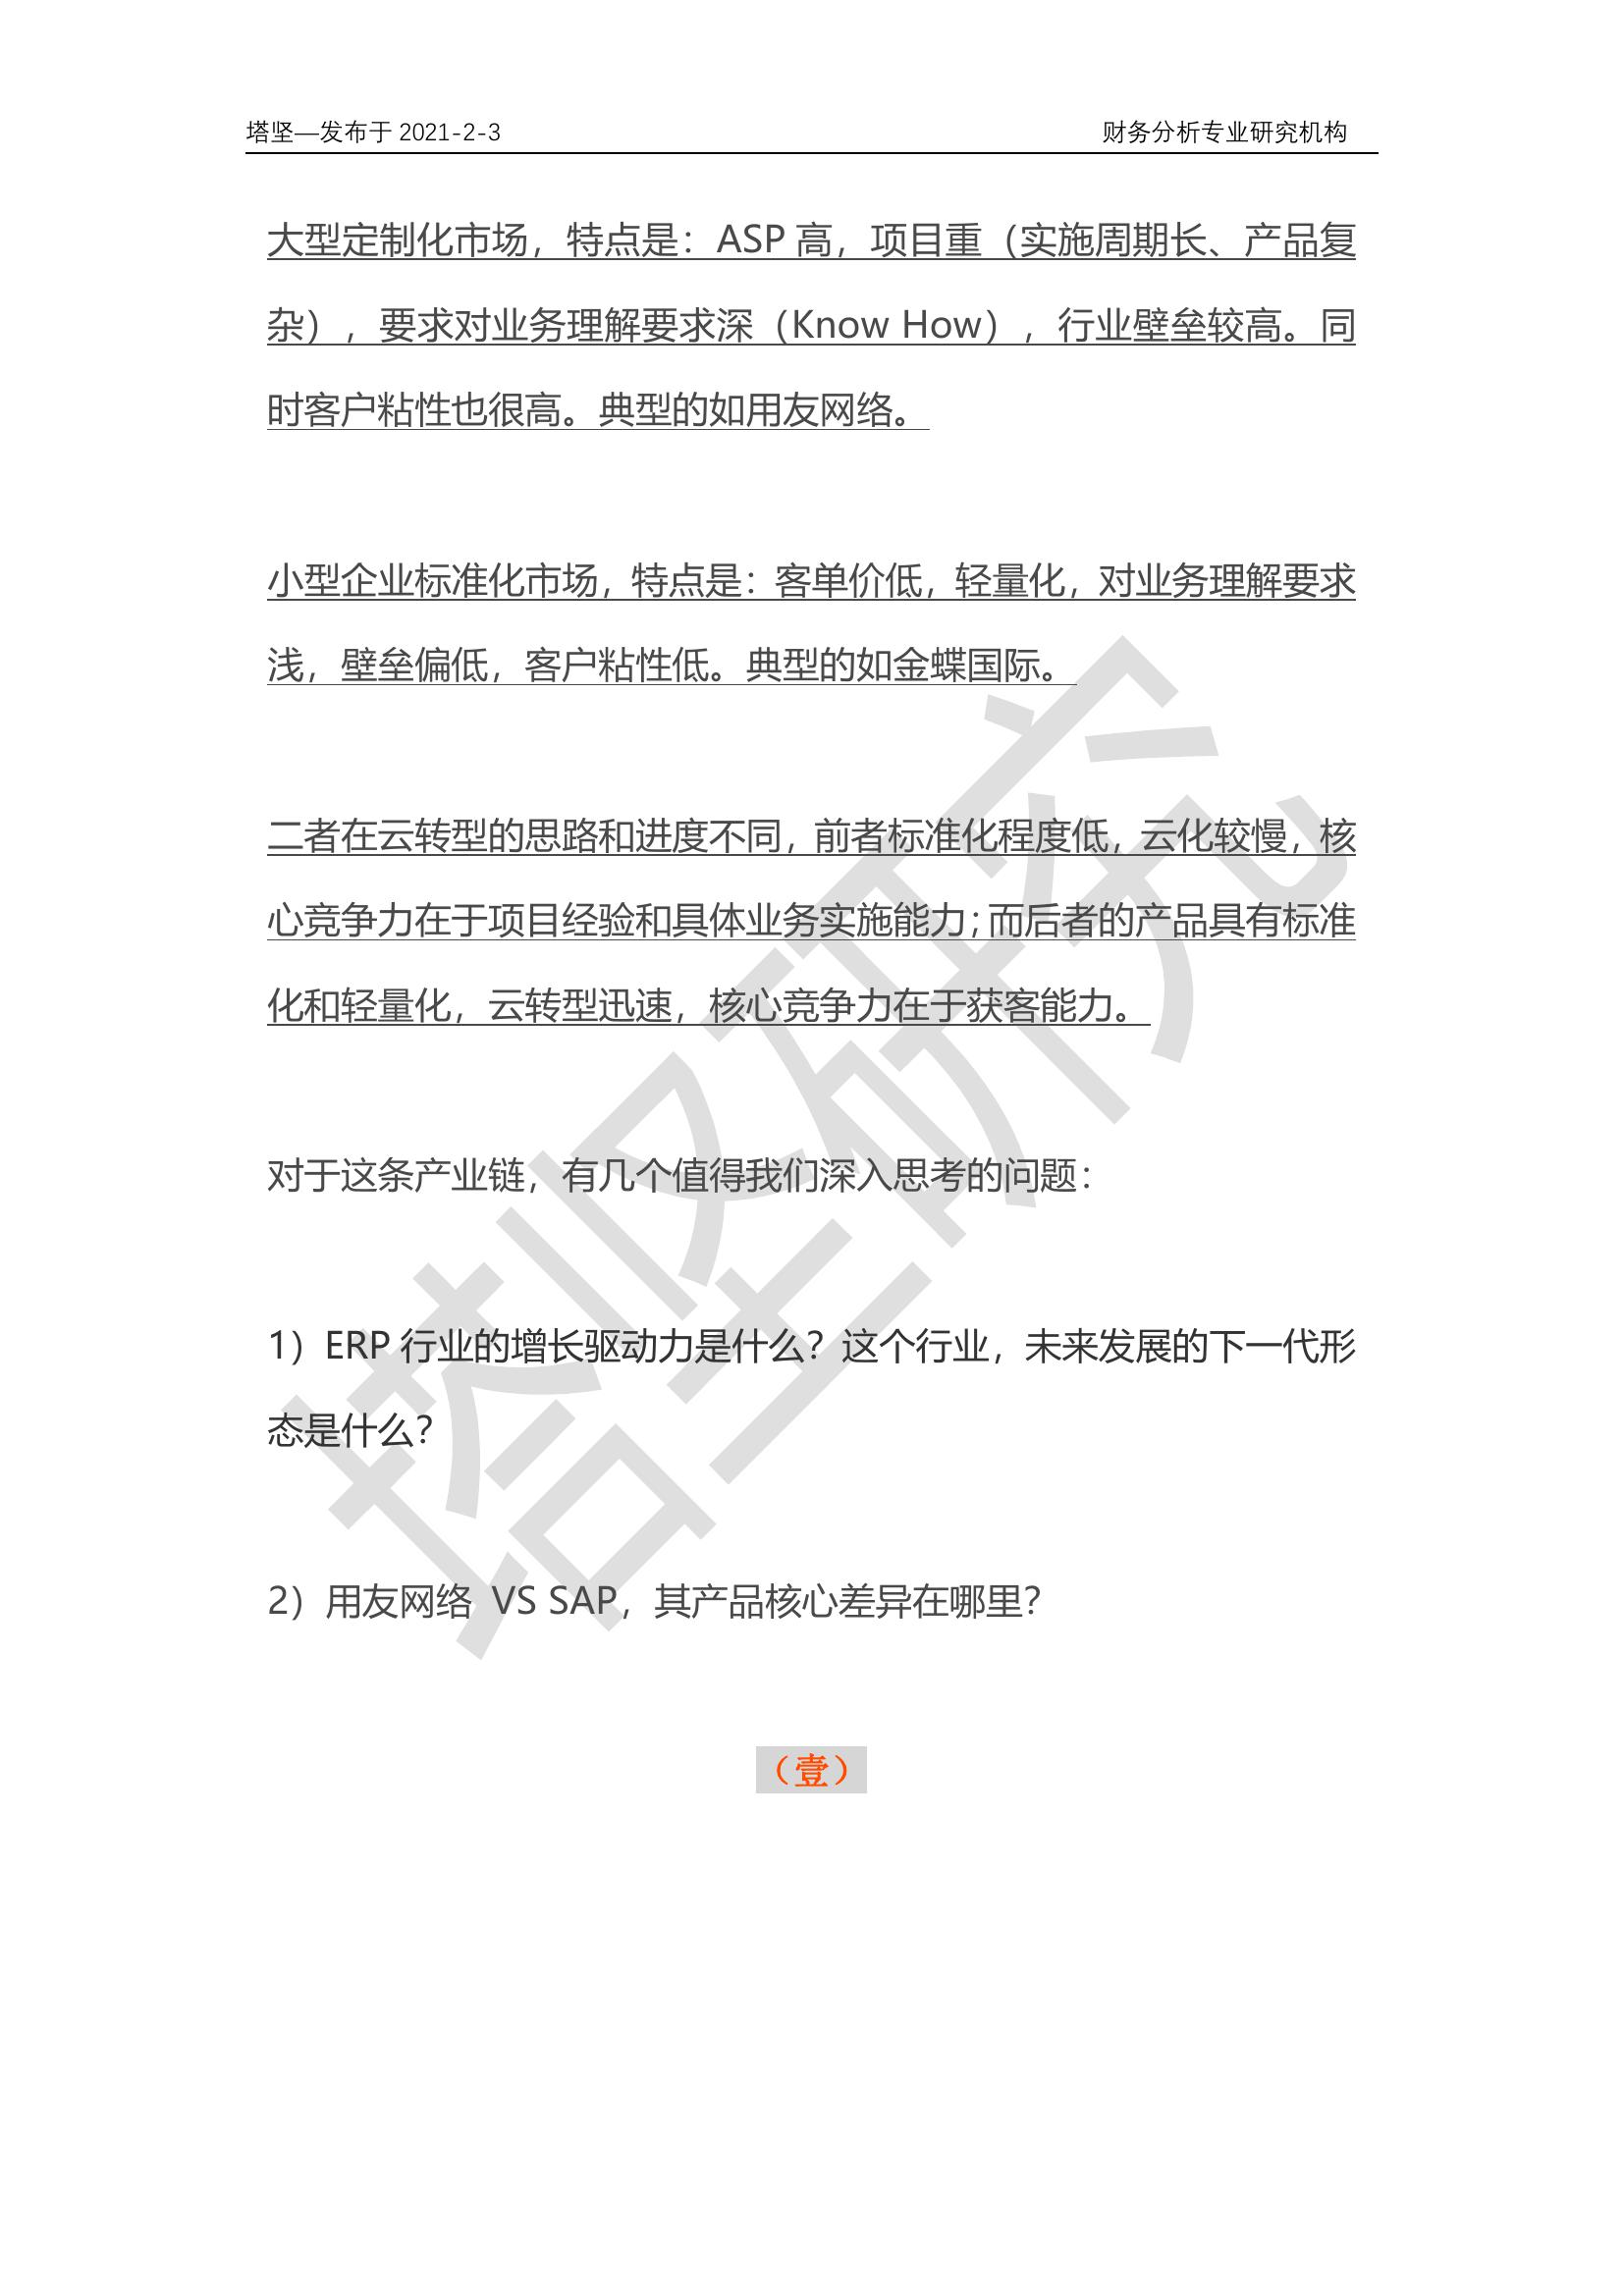 塔坚—发布于 2021-2-3 财务分析专业研究机构
大型定制化市场，特点是：ASP 高，项目重（实施周期长、产品复
杂），要求对业务理解要求深（Know How），行业壁垒较高。同
时客户粘性也很高。典型的如用友网络。
小型企业标准化市场，特点是：客单价低，轻量化，对业务理解要求
浅，壁垒偏低，客户粘性低。典型的如金蝶国际。
二者在云转型的思路和进度不同，前者标准化程度低，云化较慢，核
心竞争力在于项目经验和具体业务实施能力；而后者的产品具有标准
化和轻量化，云转型迅速，核心竞争力在于获客能力。
对于这条产业链，有几个值得我们深入思考的问题：
1）ERP 行业的增长驱动力是什么？这个行业，未来发展的下一代形
态是什么？
2）用友网络 VS SAP，其产品核心差异在哪里？
（壹）
塔坚研究